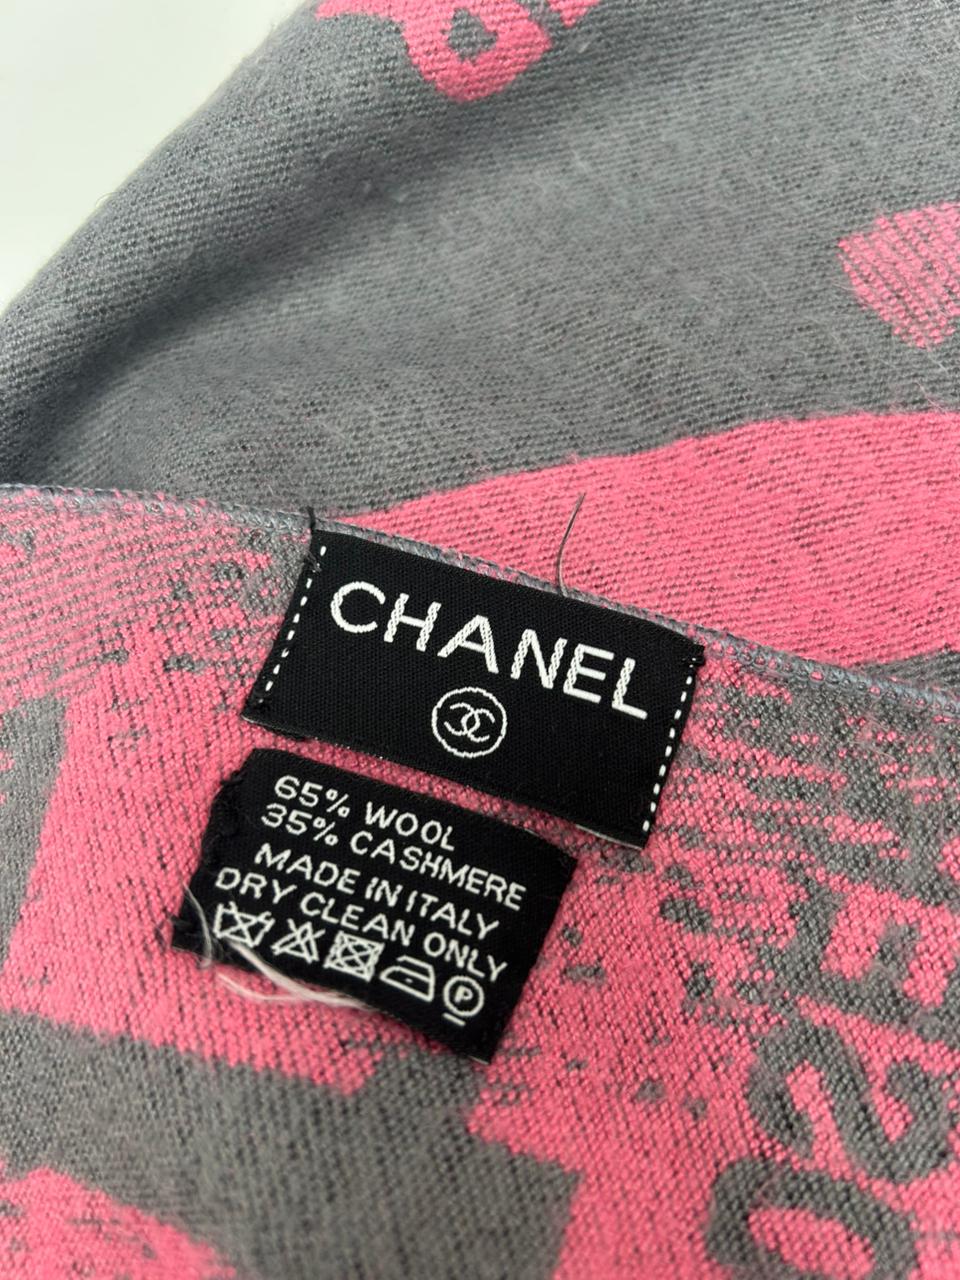 CHANEL
65% WOOL
35% CASHMERE
MADE IN ITALY
DRY CLEAN ONLY
P